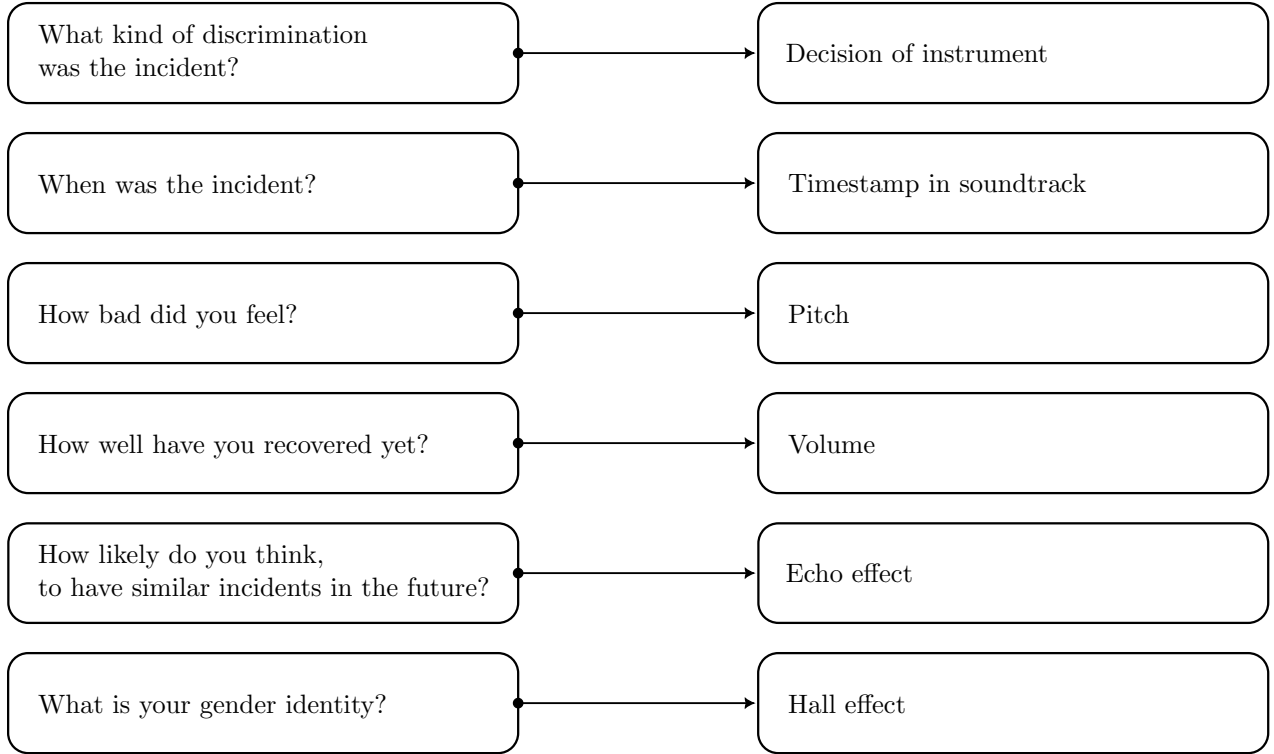 What kind of discrimination
was the incident?
Decision of instrument
When was the incident?
Timestamp in soundtrack
How bad did you feel?
Pitch
How well have you recovered yet?
Volume
How likely do you think,
to have similar incidents in the future?
Echo effect
What is your gender identity?
Hall effect